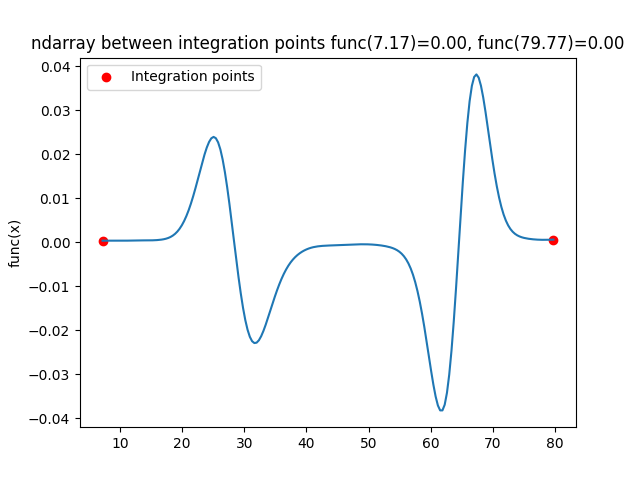 ndarray between integration points func(7.17)=0.00, func(79.77)=0.00
Integration points
func(x)
0.04
0.03
0.02
0.01
0.00
−0.01
−0.02
−0.03
−0.04
10 20 30 40 50 60 70 80